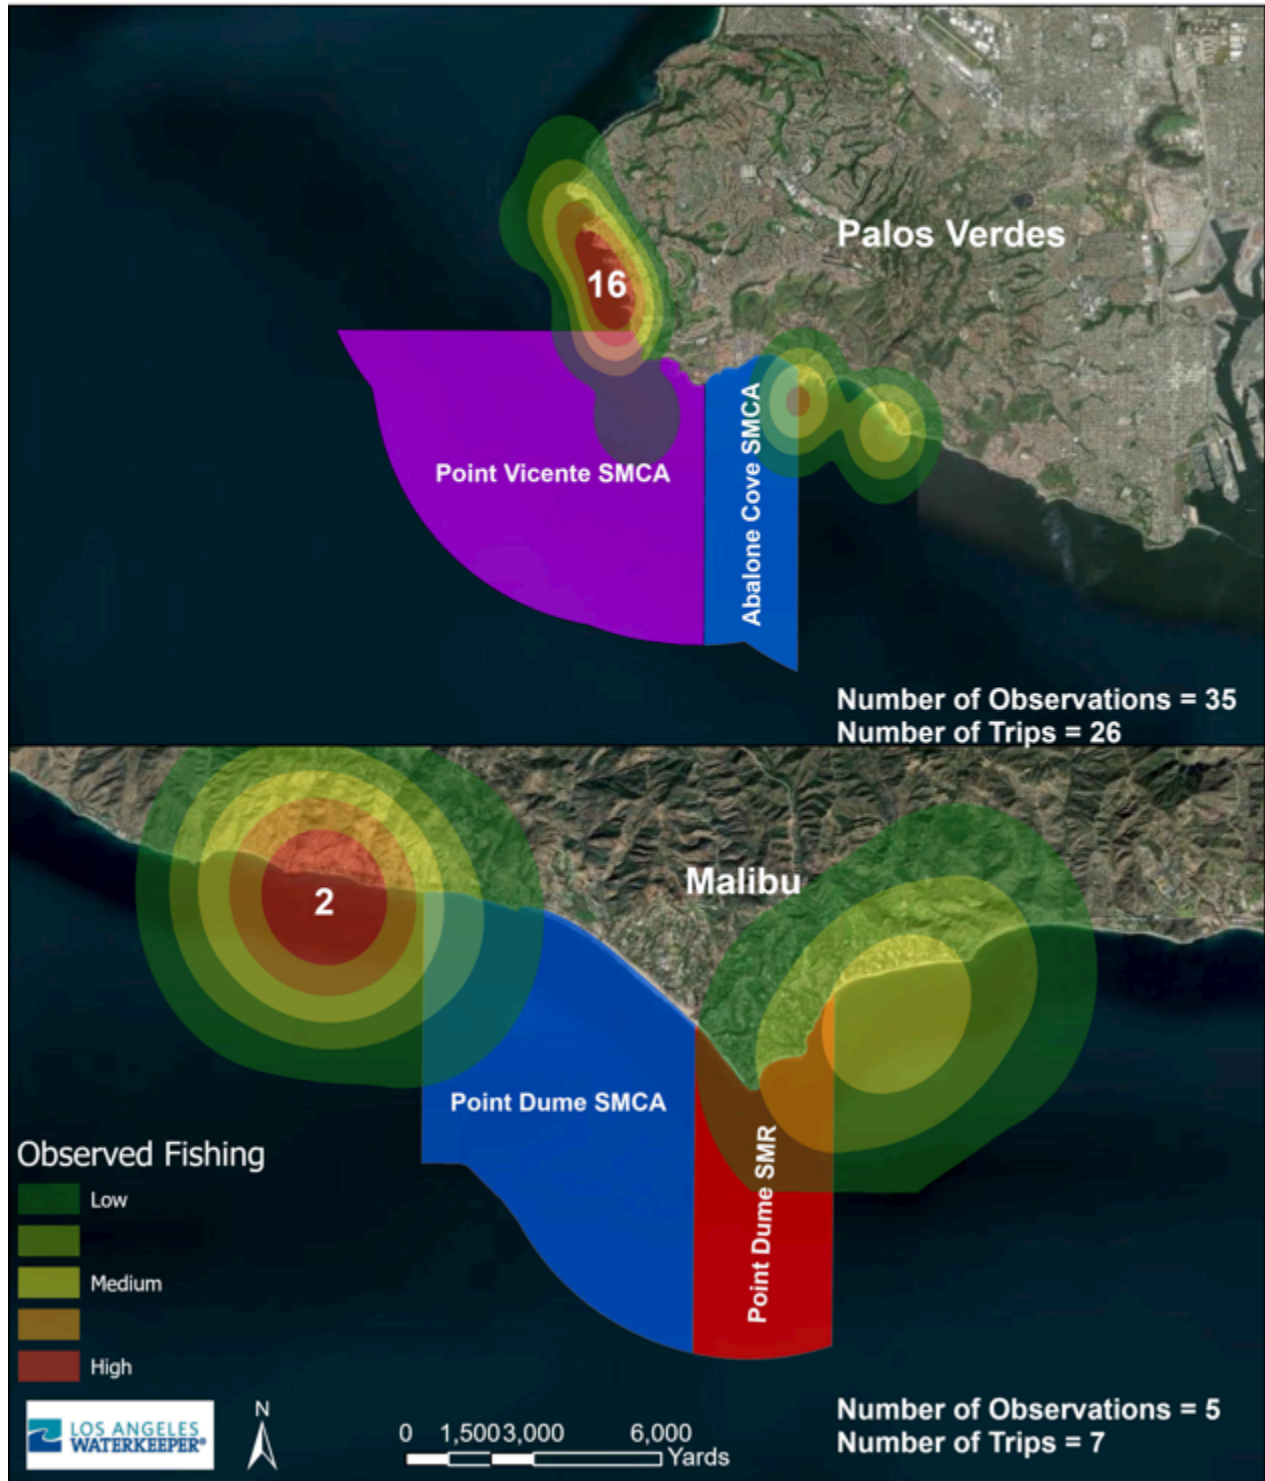 Palos Verdes
16
Point Vicente SMCA
Abalone Cove SMCA
Number of Observations = 35
Number of Trips = 26
Malibu
2
Point Dume SMCA
Point Dume SMR
Observed Fishing
Low
Medium
High
LOS ANGELES
WATERKEEPER®
N
0 1,500 3,000 6,000
Yards
Number of Observations = 5
Number of Trips = 7